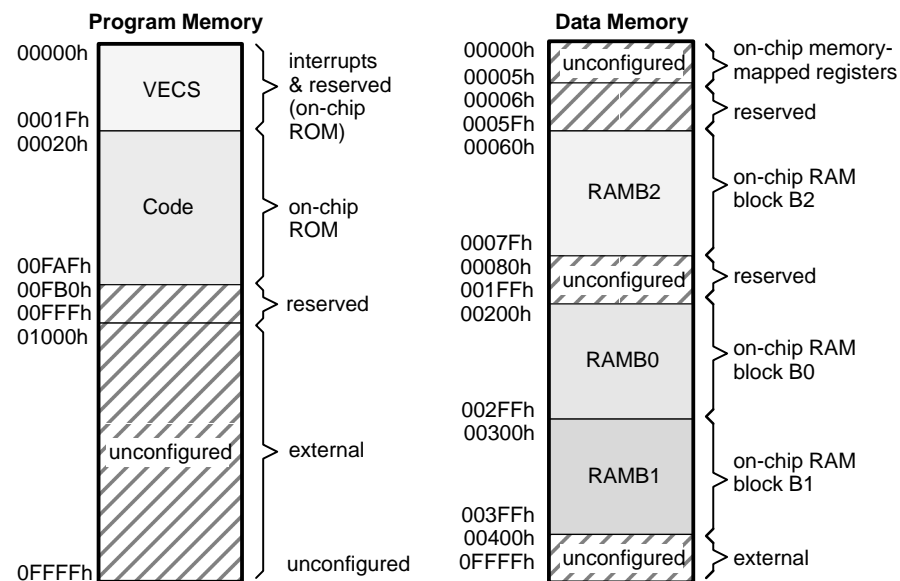 Program Memory
00000h
VECS
interrupts
& reserved
(on-chip
ROM)
0001Fh
00020h
Code
on-chip
ROM
00FAFh
00FB0h
reserved
00FFFh
01000h
unconfigured
external
unconfigured
0FFFFh
Data Memory
00000h
unconfigured
on-chip memory-
mapped registers
00005h
00006h
reserved
0005Fh
00060h
RAMB2
on-chip RAM
block B2
0007Fh
00080h
unconfigured
reserved
001FFh
00200h
RAMB0
on-chip RAM
block B0
002FFh
00300h
RAMB1
on-chip RAM
block B1
003FFh
00400h
unconfigured
external
0FFFFh